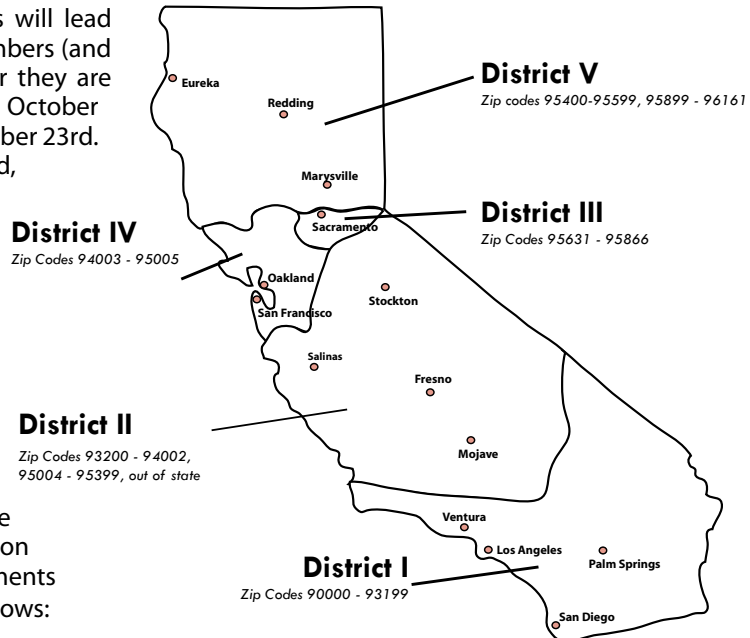 s will lead
nbers (and
r they are
October
ber 23rd.
d,
Eureka
Redding
Marysville
Sacramento
District V
Zip codes 95400-95599, 95899 - 96161
District III
Zip Codes 95631 - 95866
District IV
Zip Codes 94003 - 95005
Oakland
San Francisco
Stockton
Salinas
Fresno
Mojave
District II
Zip Codes 93200 - 94002,
95004 - 95399, out of state
e
on
nents
ows:
Ventura
Los Angeles
Palm Springs
San Diego
District I
Zip Codes 90000 - 93199